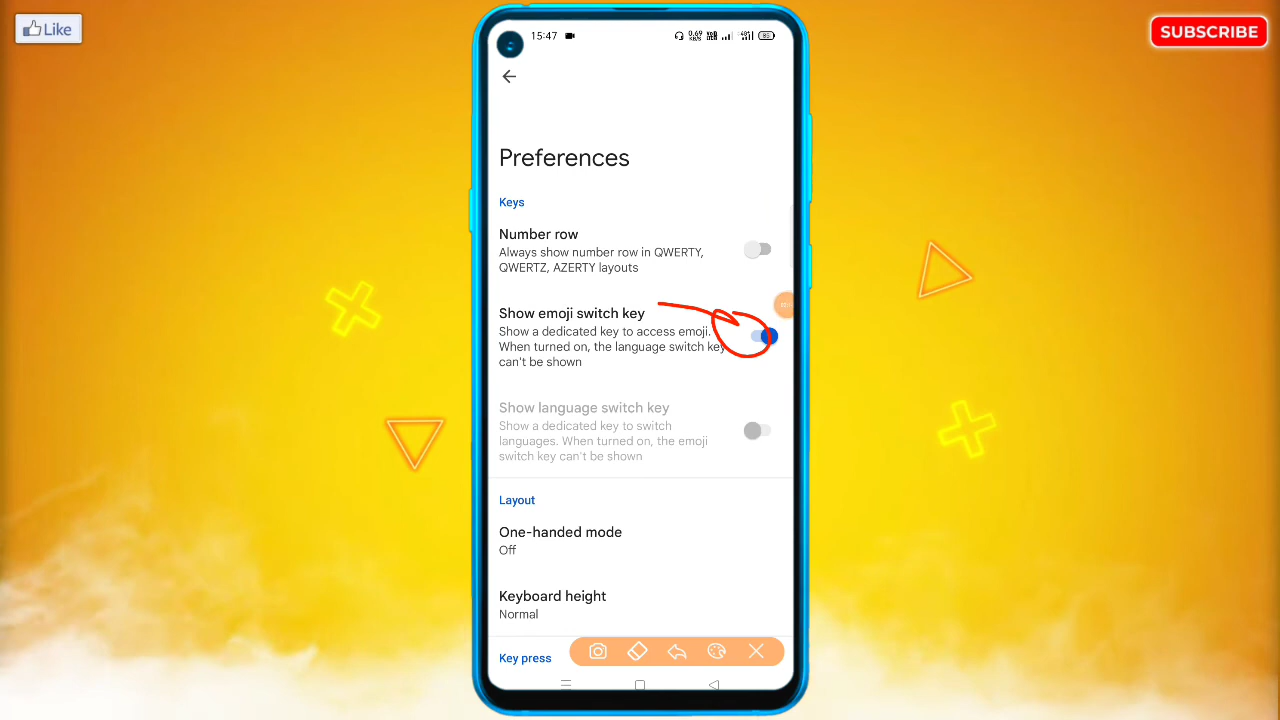 Like
SUBSCRIBE
15:47
Preferences
Keys
Number row
Always show number row in QWERTY,
QWERTZ, AZERTY layouts
Show emoji switch key
Show a dedicated key to access emoji.
When turned on, the language switch key
can't be shown
Show language switch key
Show a dedicated key to switch
languages. When turned on, the emoji
switch key can't be shown
Layout
One-handed mode
Off
Keyboard height
Normal
Key press